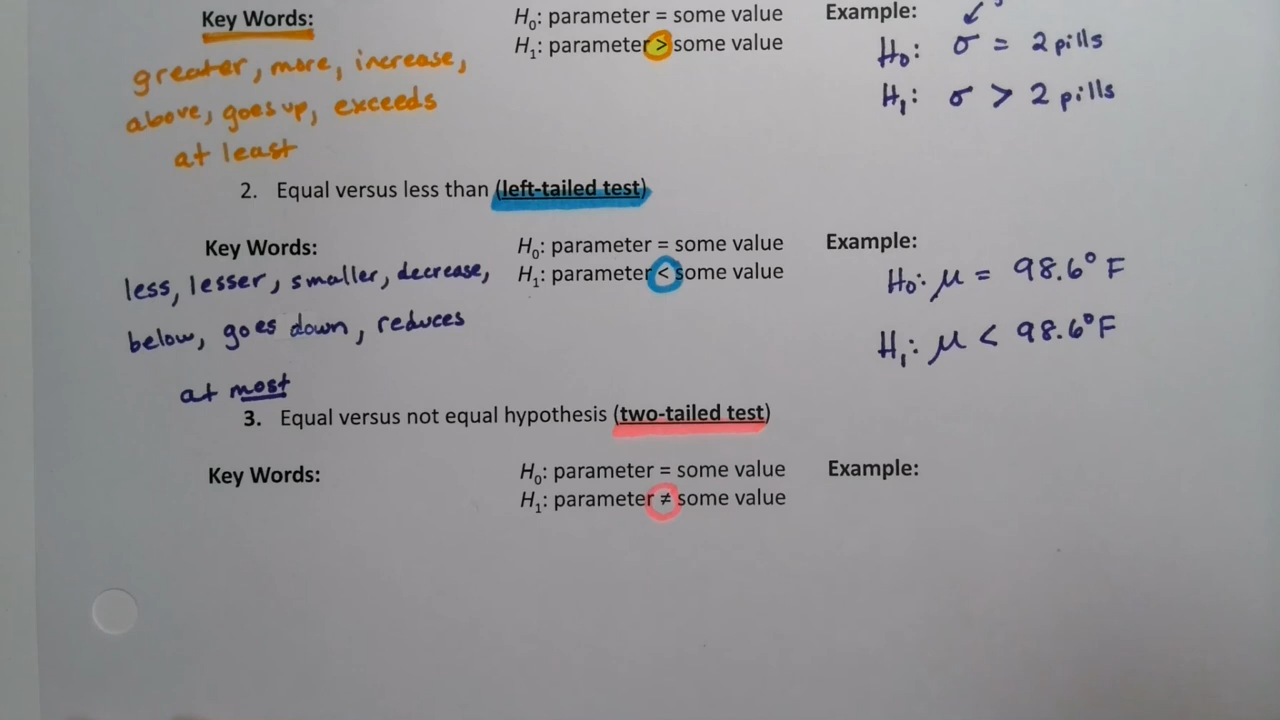 Key Words:
H₀: parameter = some value
Example:
H₁: parameter > some value
H₀: σ = 2 pills
greater, more, increase,
H₁: σ > 2 pills
above, goes up, exceeds
at least
2. Equal versus less than (left-tailed test)
Key Words:
H₀: parameter = some value
Example:
less, lesser, smaller, decrease,
H₁: parameter < some value
H₀: μ = 98.6°F
below, goes down, reduces
H₁: μ < 98.6°F
at most
3. Equal versus not equal hypothesis (two-tailed test)
Key Words:
H₀: parameter = some value
Example:
H₁: parameter ≠ some value